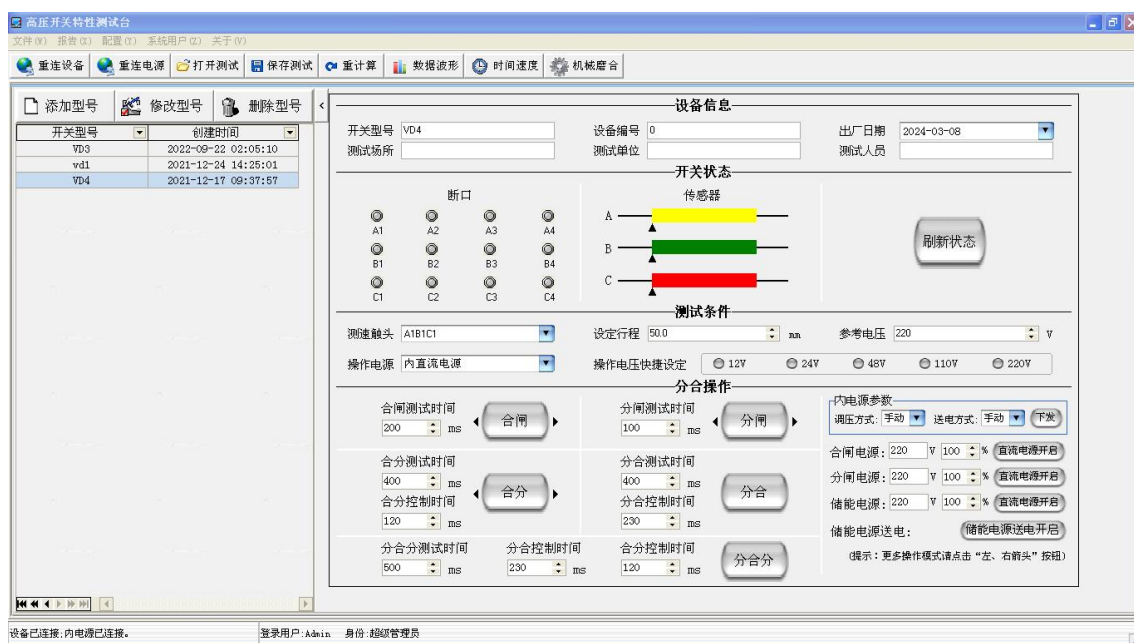 高压开关特性测试台
文件(W) 报告(X) 配置(Y) 系统用户(Z) 关于(V)
重连设备 重连电源 打开测试 保存测试 重计算 数据波形 时间速度 机械磨合
添加型号 修改型号 删除型号
开关型号 创建时间
VD3 2022-09-22 02:05:10
vd1 2021-12-24 14:25:01
VD4 2021-12-17 09:37:57
设备信息
开关型号 VD4 设备编号 0 出厂日期 2024-03-08
测试场所 测试单位 测试人员
开关状态
断口 传感器
A1 A2 A3 A4 A
B1 B2 B3 B4 B
C1 C2 C3 C4 C
刷新状态
测试条件
测速触头 A1B1C1 设定行程 50.0 mm 参考电压 220 V
操作电源 内直流电源 操作电压快捷设定 12V 24V 48V 110V 220V
分合操作
合闸测试时间
200 ms 合闸
分闸测试时间
100 ms 分闸
合分测试时间
400 ms
合分控制时间
120 ms
合分
分合测试时间
400 ms
分合控制时间
230 ms
分合
分合分测试时间 分合控制时间 合分控制时间
500 ms 230 ms 120 ms 分合分
内电源参数
调压方式: 手动 送电方式: 手动 下发
合闸电源: 220 V 100 % 直流电源开启
分闸电源: 220 V 100 % 直流电源开启
储能电源: 220 V 100 % 直流电源开启
储能电源送电: 储能电源送电开启
(提示：更多操作模式请点击“左、右箭头”按钮)
设备已连接;内电源已连接。 登录用户:Admin 身份:超级管理员